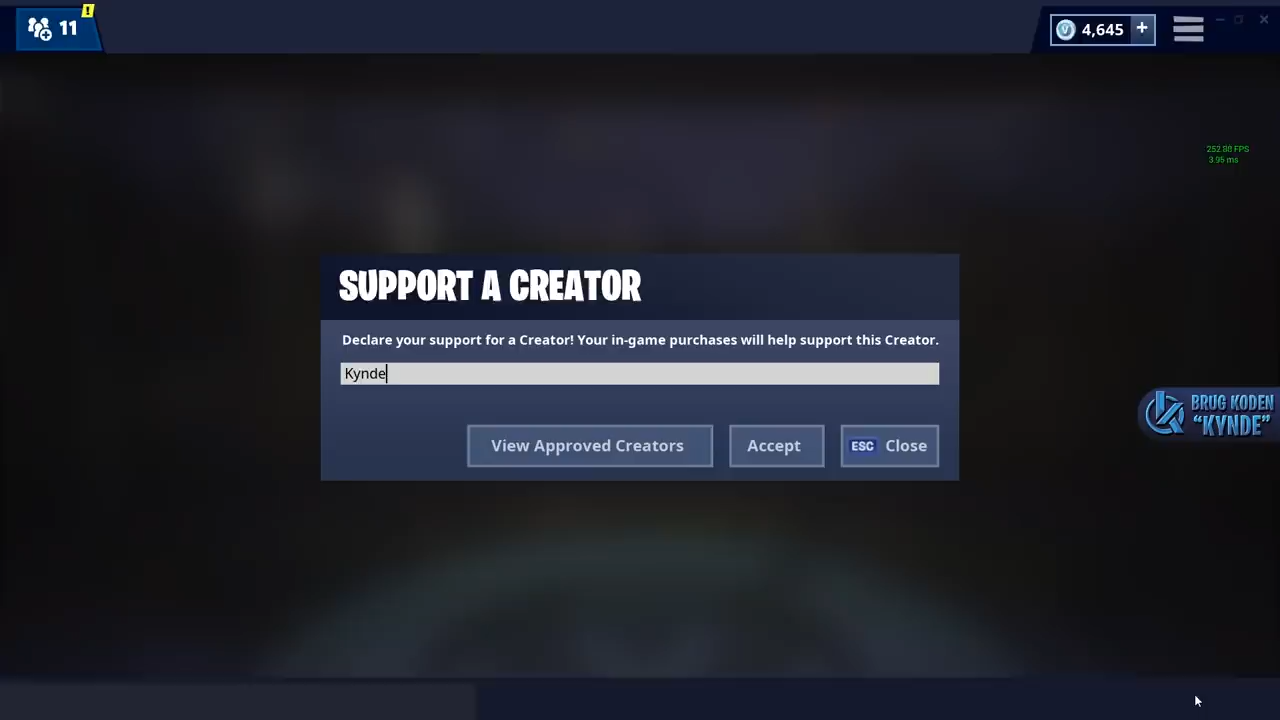 !
11
4,645 +
252.88 FPS
3.95 ms
SUPPORT A CREATOR
Declare your support for a Creator! Your in-game purchases will help support this Creator.
Kynde
BRUG KODEN
“KYNDE”
View Approved Creators
Accept
ESC Close